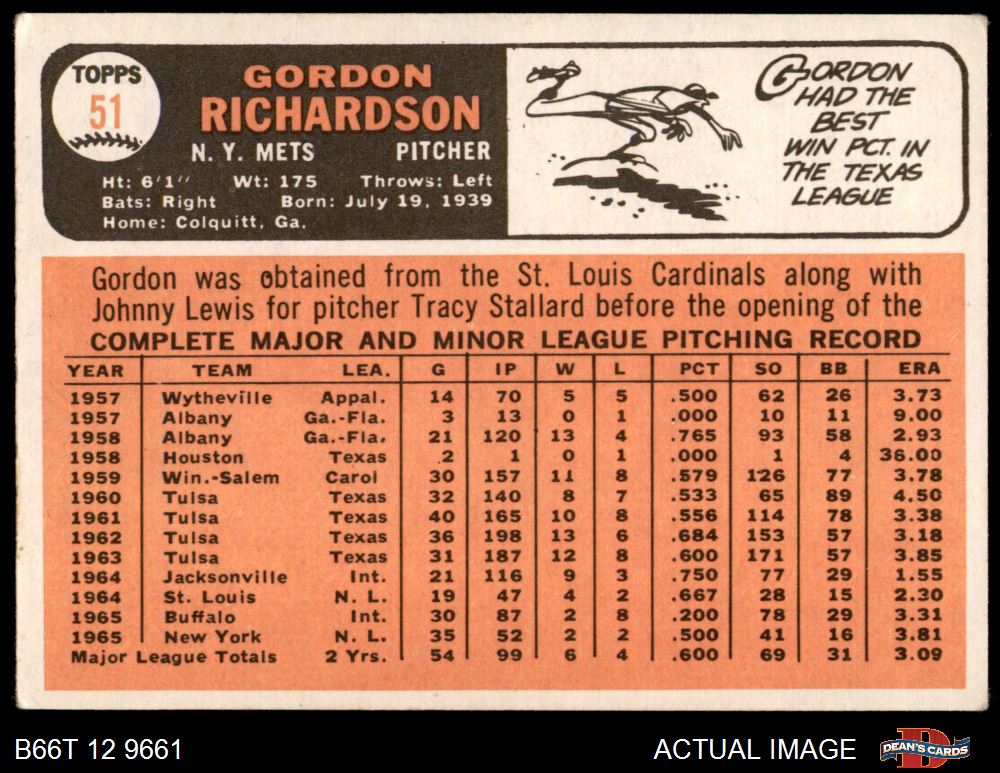 TOPPS
51
GORDON
RICHARDSON
N. Y. METS PITCHER
Ht: 6'1" Wt: 175 Throws: Left
Bats: Right Born: July 19, 1939
Home: Colquitt, Ga.
GORDON
HAD THE
BEST
WIN PCT. IN
THE TEXAS
LEAGUE
Gordon was obtained from the St. Louis Cardinals along with
Johnny Lewis for pitcher Tracy Stallard before the opening of the
COMPLETE MAJOR AND MINOR LEAGUE PITCHING RECORD
YEAR TEAM LEA. G IP W L PCT SO BB ERA
1957 Wytheville Appal. 14 70 5 5 .500 62 26 3.73
1957 Albany Ga.-Fla. 3 13 0 1 .000 10 11 9.00
1958 Albany Ga.-Fla. 21 120 13 4 .765 93 58 2.93
1958 Houston Texas 2 1 0 1 .000 1 4 36.00
1959 Win.-Salem Carol 30 157 11 8 .579 126 77 3.78
1960 Tulsa Texas 32 140 8 7 .533 65 89 4.50
1961 Tulsa Texas 40 165 10 8 .556 114 78 3.38
1962 Tulsa Texas 36 198 13 6 .684 153 57 3.18
1963 Tulsa Texas 31 187 12 8 .600 171 57 3.85
1964 Jacksonville Int. 21 116 9 3 .750 77 29 1.55
1964 St. Louis N. L. 19 47 4 2 .667 28 15 2.30
1965 Buffalo Int. 30 87 2 8 .200 78 29 3.31
1965 New York N. L. 35 52 2 2 .500 41 16 3.81
Major League Totals 2 Yrs. 54 99 6 4 .600 69 31 3.09
B66T 12 9661 ACTUAL IMAGE DEAN'S CARDS